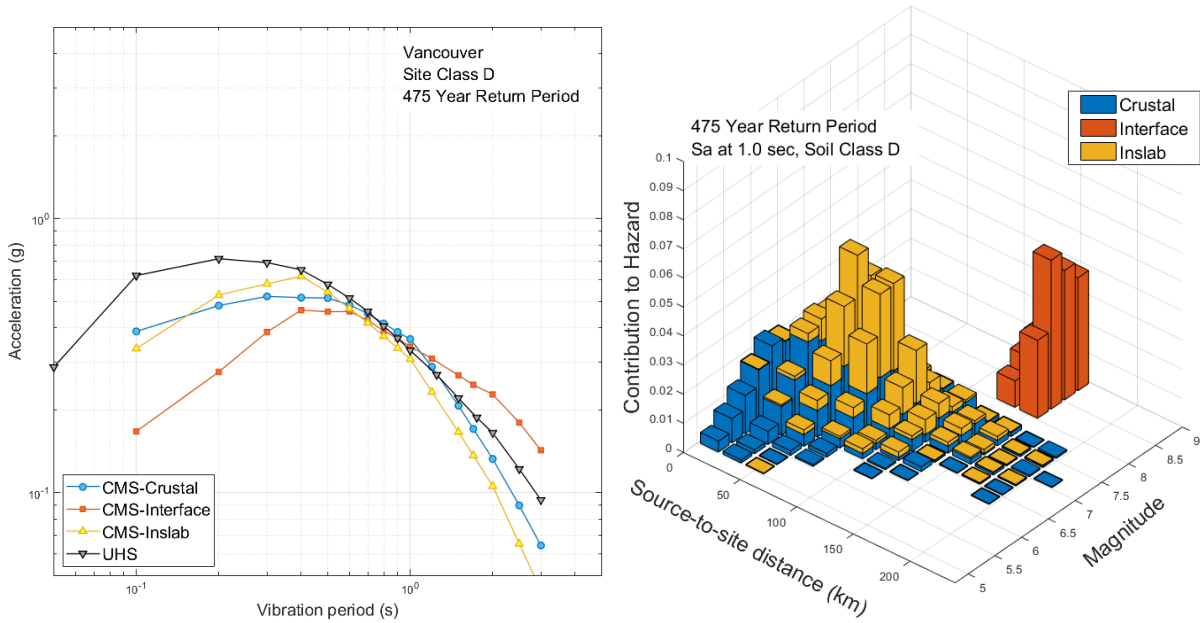 Vancouver
Site Class D
475 Year Return Period
Acceleration (g)
10^0
10^-1
10^-1
10^0
Vibration period (s)
CMS-Crustal
CMS-Interface
CMS-Inslab
UHS
475 Year Return Period
Sa at 1.0 sec, Soil Class D
Crustal
Interface
Inslab
Contribution to Hazard
0.1
0.09
0.08
0.07
0.06
0.05
0.04
0.03
0.02
0.01
0
0
50
100
150
200
Source-to-site distance (km)
5
5.5
6
6.5
7
7.5
8
8.5
9
Magnitude